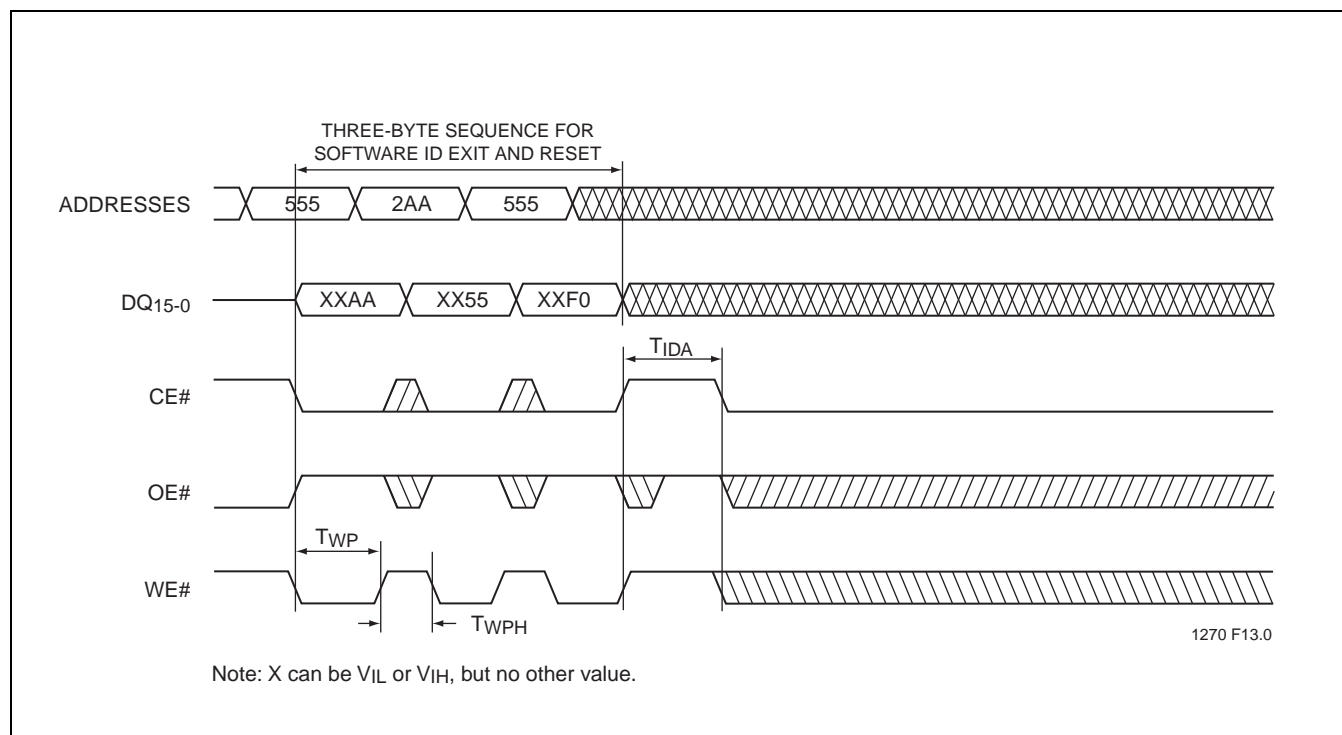 THREE-BYTE SEQUENCE FOR
SOFTWARE ID EXIT AND RESET
ADDRESSES 555 2AA 555
DQ15-0 XXAA XX55 XXF0
TIDA
CE#
OE#
TWP
WE#
TWPH
1270 F13.0
Note: X can be VIL or VIH, but no other value.